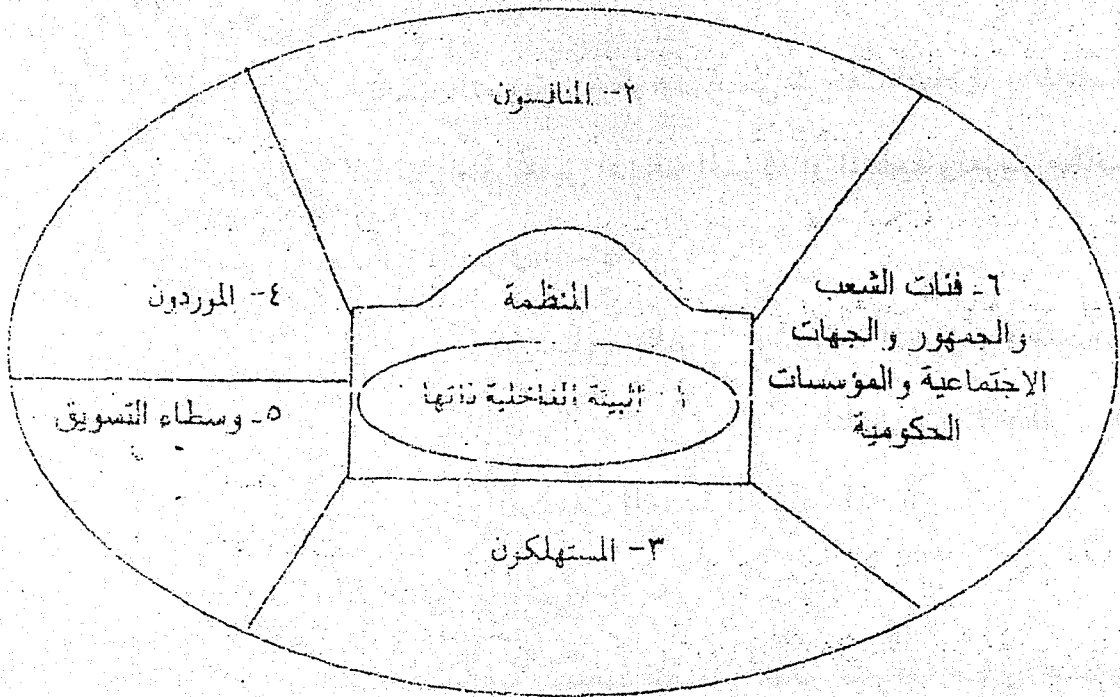 ٢- المنافسون
المنظمة
١- البيئة الداخلية ذاتها
٦- فئات الشعب
والجمهور والجهات
الاجتماعية والمؤسسات
الحكومية
٤- الموردون
٥- وسطاء التسويق
٣- المستهلكون